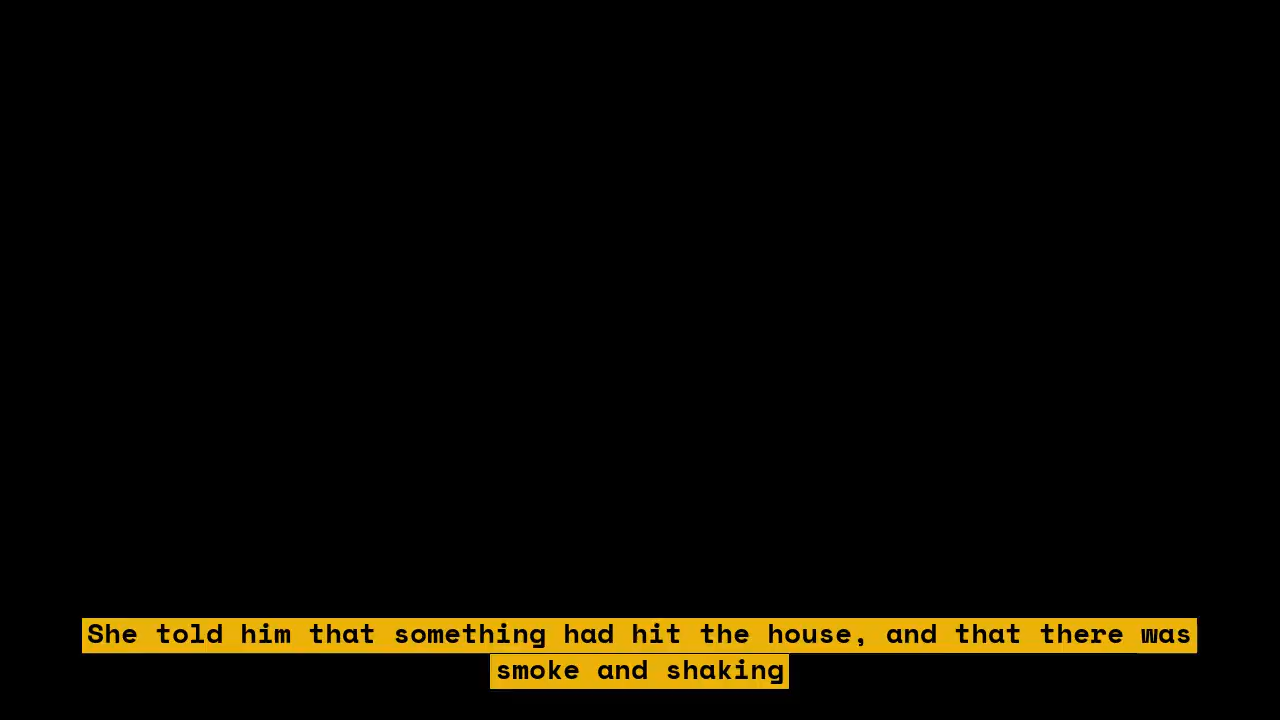 She told him that something had hit the house, and that there was
smoke and shaking